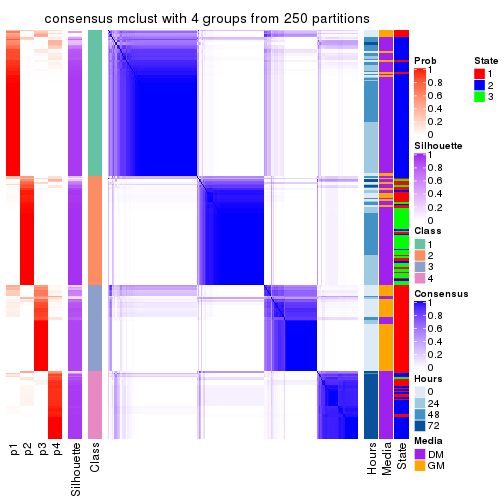 consensus mclust with 4 groups from 250 partitions
Prob
1
0.8
0.6
0.4
0.2
0
State
1
2
3
Silhouette
1
0.8
0.6
0.4
0.2
0
Class
1
2
3
4
Consensus
1
0.8
0.6
0.4
0.2
0
Hours
0
24
48
72
Media
DM
GM
p1
p2
p3
p4
Silhouette
Class
Hours
Media
State